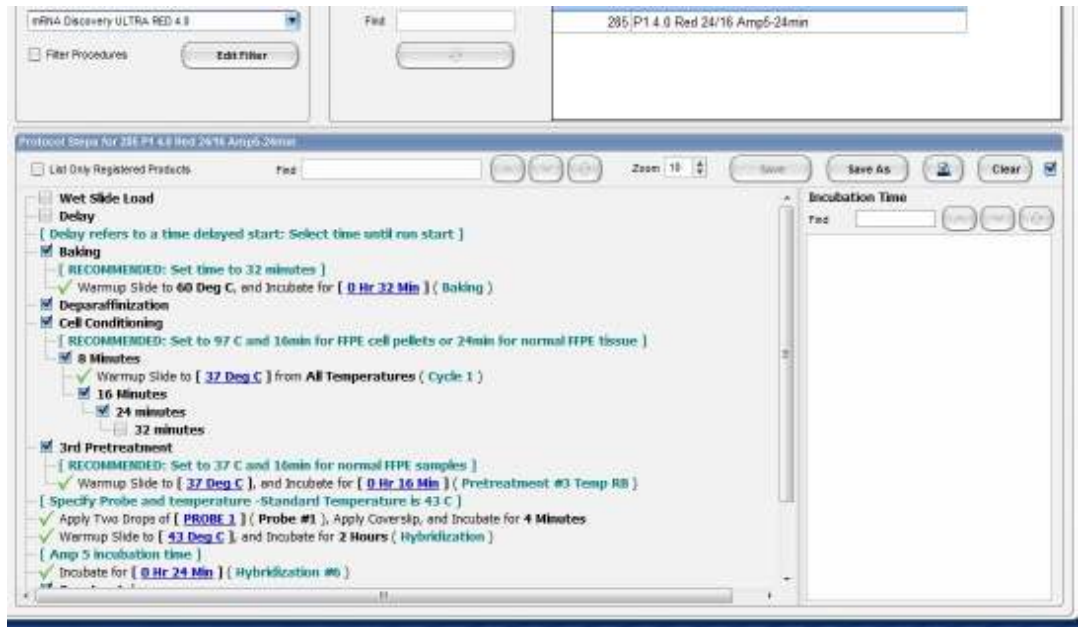 mRNA Discovery ULTRA RED 4.0
Find
285 P1 4.0 Red 24/16 Amp5-24min
Filter Procedures
Edit Filter
Protocol Steps for 285 P1 4.0 Red 24/16 Amp5-24min
List Only Registered Products
Find
Zoom 10
Save
Save As
Clear
Wet Slide Load
Incubation Time
Delay
Find
[ Delay refers to a time delayed start: Select time until run start ]
Baking
[ RECOMMENDED: Set time to 32 minutes ]
Warmup Slide to 60 Deg C, and Incubate for [ 0 Hr 32 Min ] ( Baking )
Deparaffinization
Cell Conditioning
[ RECOMMENDED: Set to 97 C and 16min for FFPE cell pellets or 24min for normal FFPE tissue ]
8 Minutes
Warmup Slide to [ 37 Deg C ] from All Temperatures ( Cycle 1 )
16 Minutes
24 minutes
32 minutes
3rd Pretreatment
[ RECOMMENDED: Set to 37 C and 16min for normal FFPE samples ]
Warmup Slide to [ 37 Deg C ], and Incubate for [ 0 Hr 16 Min ] ( Pretreatment #3 Temp RB )
[ Specify Probe and temperature -Standard Temperature is 43 C ]
Apply Two Drops of [ PROBE 1 ] ( Probe #1 ), Apply Coverslip, and Incubate for 4 Minutes
Warmup Slide to [ 43 Deg C ], and Incubate for 2 Hours ( Hybridization )
[ Amp 5 incubation time ]
Incubate for [ 0 Hr 24 Min ] ( Hybridization #6 )